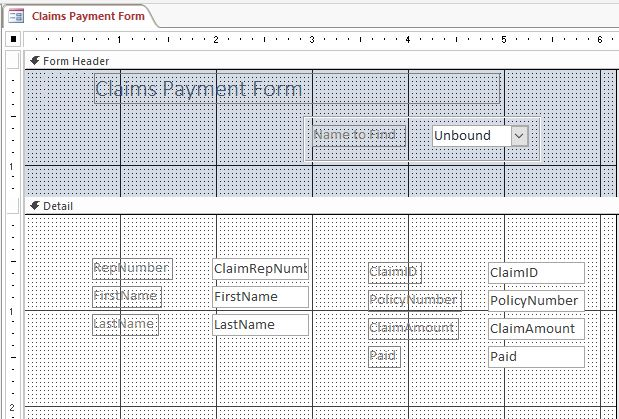 Claims Payment Form
1 2 3 4 5 6
Form Header
Claims Payment Form
Name to Find Unbound
1
Detail
RepNumber ClaimRepNumb
ClaimID ClaimID
FirstName FirstName
PolicyNumber PolicyNumber
1
LastName LastName
ClaimAmount ClaimAmount
Paid Paid
2